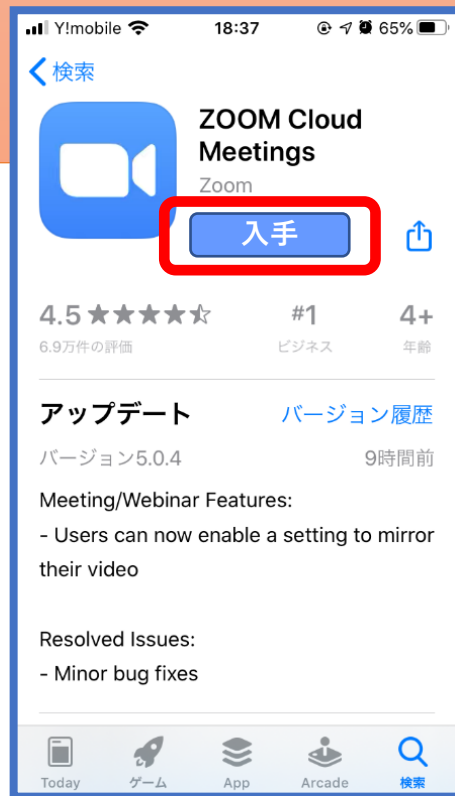 Y!mobile 18:37 65%
検索
ZOOM Cloud
Meetings
Zoom
入手
4.5 #1 4+
6.9万件の評価 ビジネス 年齢
アップデート バージョン履歴
バージョン5.0.4 9時間前
Meeting/Webinar Features:
- Users can now enable a setting to mirror
their video
Resolved Issues:
- Minor bug fixes
Today ゲーム App Arcade 検索